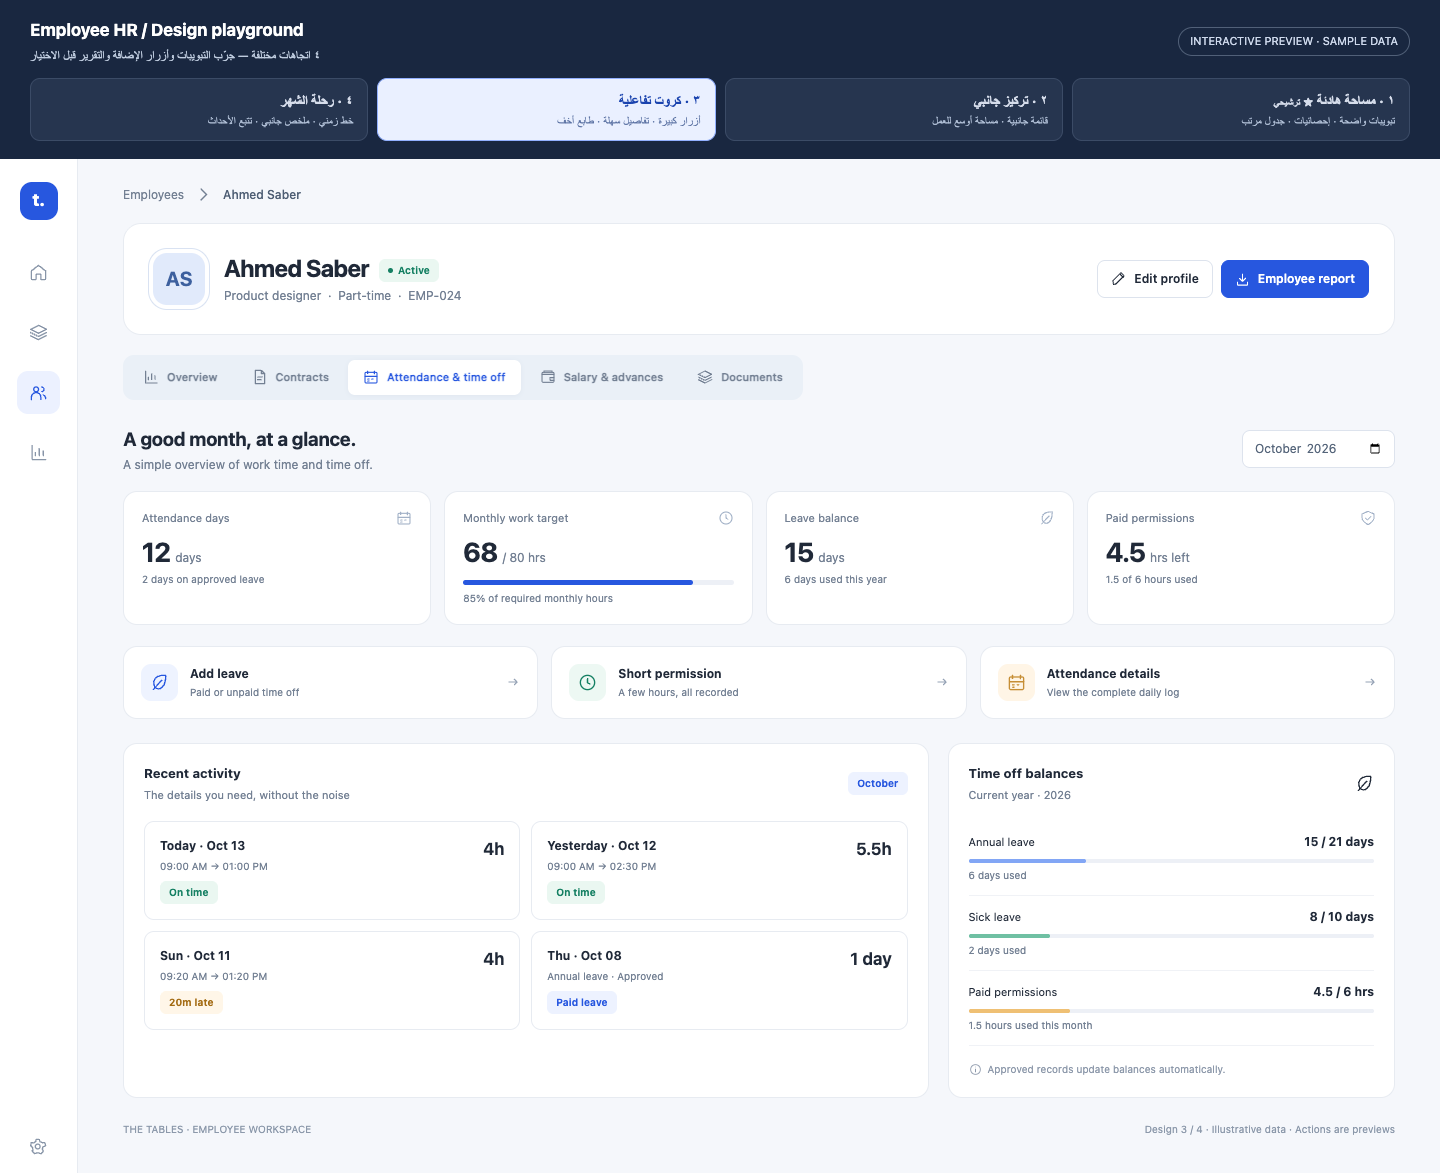 Employee HR / Design playground
٤ اتجاهات مختلفة — جرّب التبويبات وأزرار الإضافة والتقرير قبل الاختيار
INTERACTIVE PREVIEW · SAMPLE DATA
١ · مساحة هادئة ★ ترشيحي
تبويبات واضحة · إحصائيات · جدول مرتب
٢ · تركيز جانبي
قائمة جانبية · مساحة أوسع للعمل
٣ · كروت تفاعلية
أزرار كبيرة · تفاصيل سهلة · طابع أخف
٤ · رحلة الشهر
خط زمني · ملخص جانبي · تتبع الأحداث
t.
Employees > Ahmed Saber
AS
Ahmed Saber
Active
Product designer · Part-time · EMP-024
Edit profile
Employee report
Overview
Contracts
Attendance & time off
Salary & advances
Documents
A good month, at a glance.
A simple overview of work time and time off.
October 2026
Attendance days
12 days
2 days on approved leave
Monthly work target
68 / 80 hrs
85% of required monthly hours
Leave balance
15 days
6 days used this year
Paid permissions
4.5 hrs left
1.5 of 6 hours used
Add leave
Paid or unpaid time off
→
Short permission
A few hours, all recorded
→
Attendance details
View the complete daily log
→
Recent activity
The details you need, without the noise
October
Today · Oct 13
4h
09:00 AM → 01:00 PM
On time
Yesterday · Oct 12
5.5h
09:00 AM → 02:30 PM
On time
Sun · Oct 11
4h
09:20 AM → 01:20 PM
20m late
Thu · Oct 08
1 day
Annual leave · Approved
Paid leave
Time off balances
Current year · 2026
Annual leave
15 / 21 days
6 days used
Sick leave
8 / 10 days
2 days used
Paid permissions
4.5 / 6 hrs
1.5 hours used this month
Approved records update balances automatically.
THE TABLES · EMPLOYEE WORKSPACE
Design 3 / 4 · Illustrative data · Actions are previews